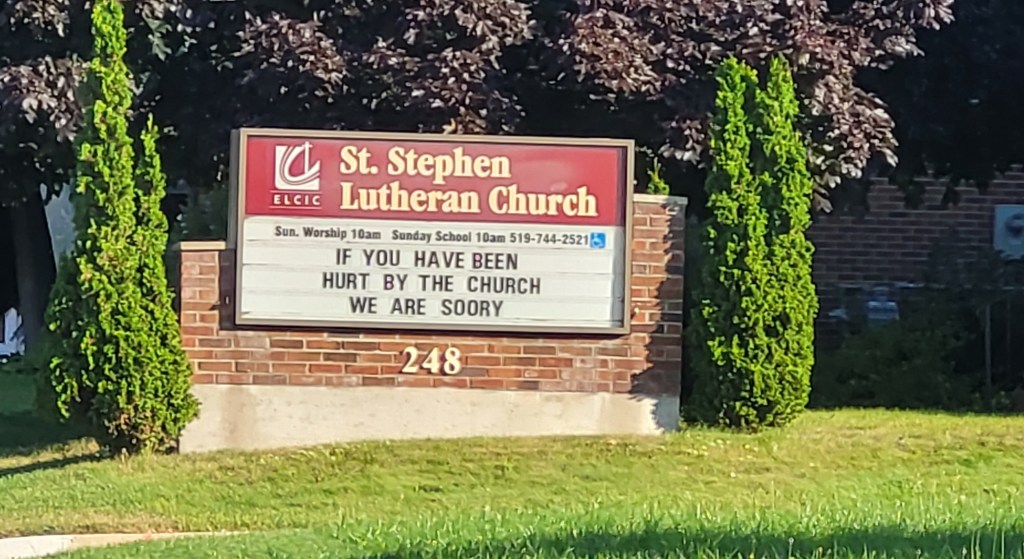 St. Stephen
Lutheran Church
ELCIC
Sun. Worship 10am Sunday School 10am 519-744-2521
IF YOU HAVE BEEN
HURT BY THE CHURCH
WE ARE SOORY
248